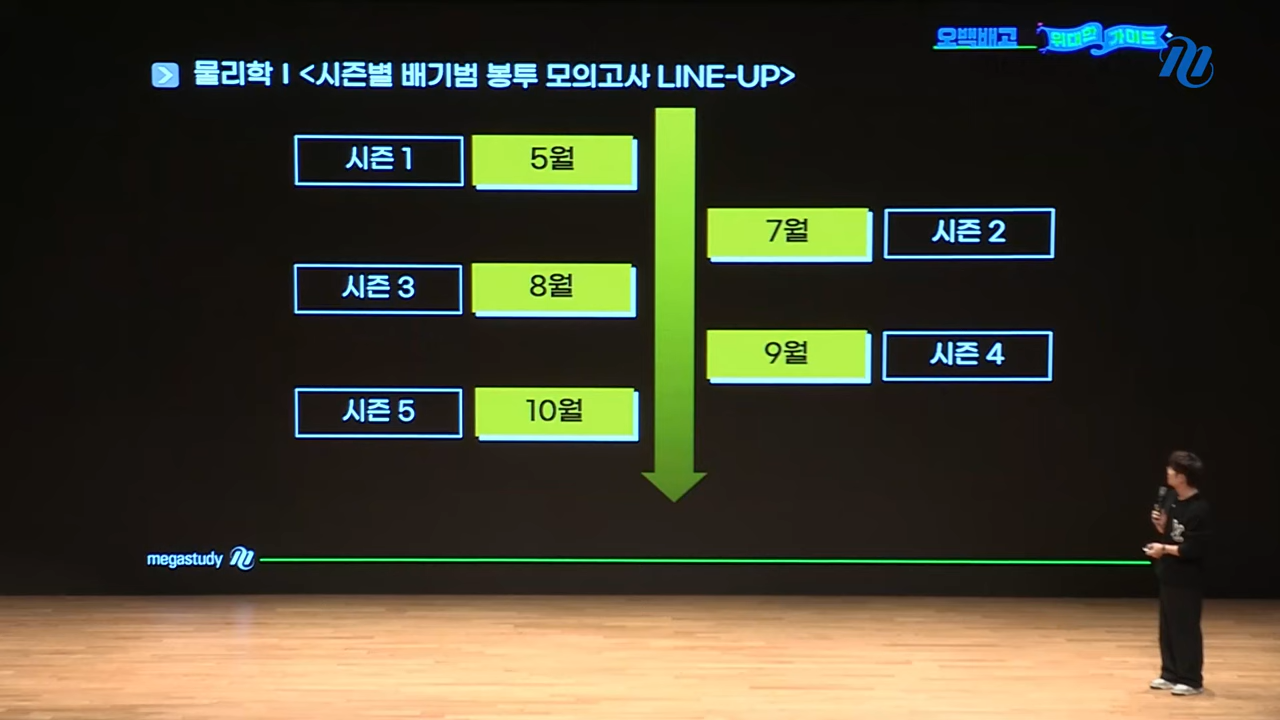 오백배고
위대한 가이드
물리학 I <시즌별 배기범 봉투 모의고사 LINE-UP>
시즌 1
5월
7월
시즌 2
시즌 3
8월
9월
시즌 4
시즌 5
10월
megastudy